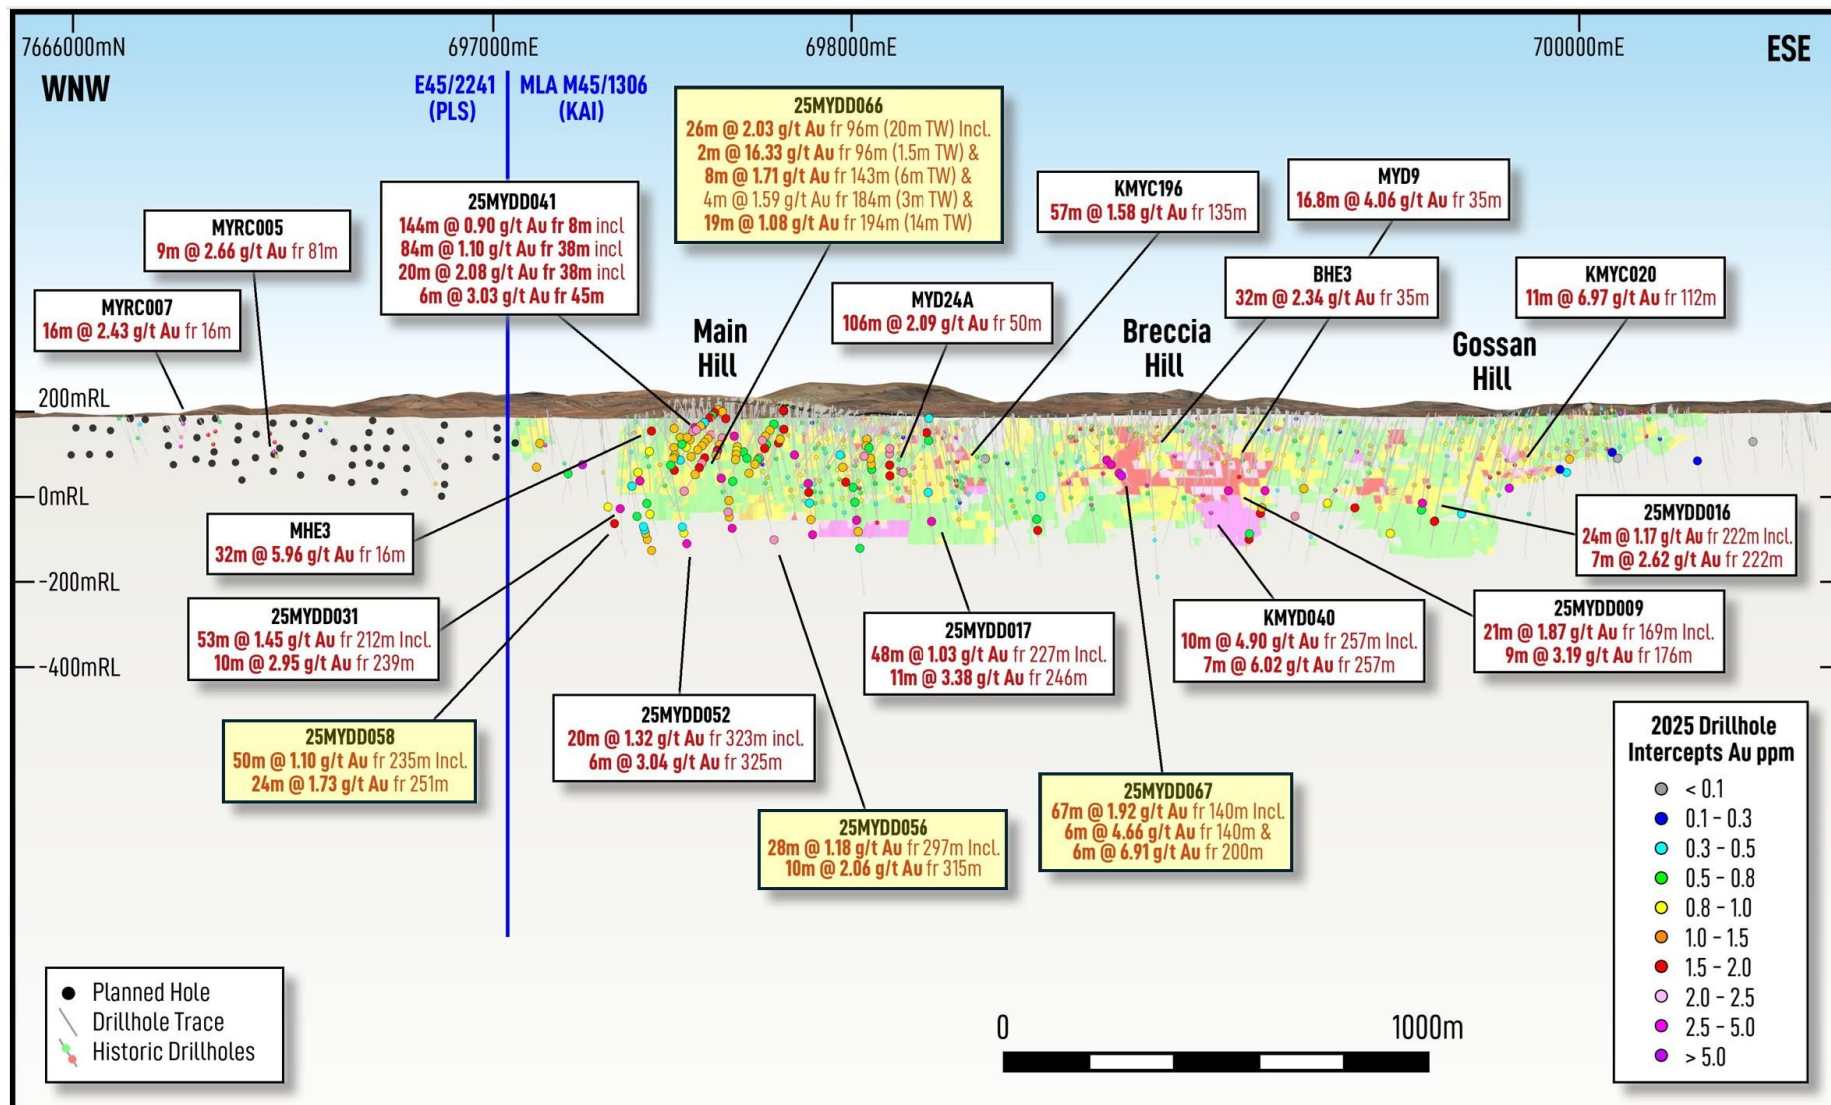 7666000mN
697000mE
698000mE
700000mE
WNW
ESE
E45/2241
(PLS)
MLA M45/1306
(KAI)
25MYDD066
26m @ 2.03 g/t Au fr 96m (20m TW) Incl.
2m @ 16.33 g/t Au fr 96m (1.5m TW) &
8m @ 1.71 g/t Au fr 143m (6m TW) &
4m @ 1.59 g/t Au fr 184m (3m TW) &
19m @ 1.08 g/t Au fr 194m (14m TW)
25MYDD041
144m @ 0.90 g/t Au fr 8m incl
84m @ 1.10 g/t Au fr 38m incl
20m @ 2.08 g/t Au fr 38m incl
6m @ 3.03 g/t Au fr 45m
MYRC005
9m @ 2.66 g/t Au fr 81m
MYRC007
16m @ 2.43 g/t Au fr 16m
KMYC196
57m @ 1.58 g/t Au fr 135m
MYD9
16.8m @ 4.06 g/t Au fr 35m
BHE3
32m @ 2.34 g/t Au fr 35m
KMYC020
11m @ 6.97 g/t Au fr 112m
MYD24A
106m @ 2.09 g/t Au fr 50m
Main
Hill
Breccia
Hill
Gossan
Hill
200mRL
0mRL
-200mRL
-400mRL
MHE3
32m @ 5.96 g/t Au fr 16m
25MYDD031
53m @ 1.45 g/t Au fr 212m Incl.
10m @ 2.95 g/t Au fr 239m
25MYDD058
50m @ 1.10 g/t Au fr 235m Incl.
24m @ 1.73 g/t Au fr 251m
25MYDD052
20m @ 1.32 g/t Au fr 323m incl.
6m @ 3.04 g/t Au fr 325m
25MYDD056
28m @ 1.18 g/t Au fr 297m Incl.
10m @ 2.06 g/t Au fr 315m
25MYDD017
48m @ 1.03 g/t Au fr 227m Incl.
11m @ 3.38 g/t Au fr 246m
25MYDD067
67m @ 1.92 g/t Au fr 140m Incl.
6m @ 4.66 g/t Au fr 140m &
6m @ 6.91 g/t Au fr 200m
KMYD040
10m @ 4.90 g/t Au fr 257m Incl.
7m @ 6.02 g/t Au fr 257m
25MYDD009
21m @ 1.87 g/t Au fr 169m Incl.
9m @ 3.19 g/t Au fr 176m
25MYDD016
24m @ 1.17 g/t Au fr 222m Incl.
7m @ 2.62 g/t Au fr 222m
2025 Drillhole
Intercepts Au ppm
< 0.1
0.1 - 0.3
0.3 - 0.5
0.5 - 0.8
0.8 - 1.0
1.0 - 1.5
1.5 - 2.0
2.0 - 2.5
2.5 - 5.0
> 5.0
Planned Hole
Drillhole Trace
Historic Drillholes
0
1000m